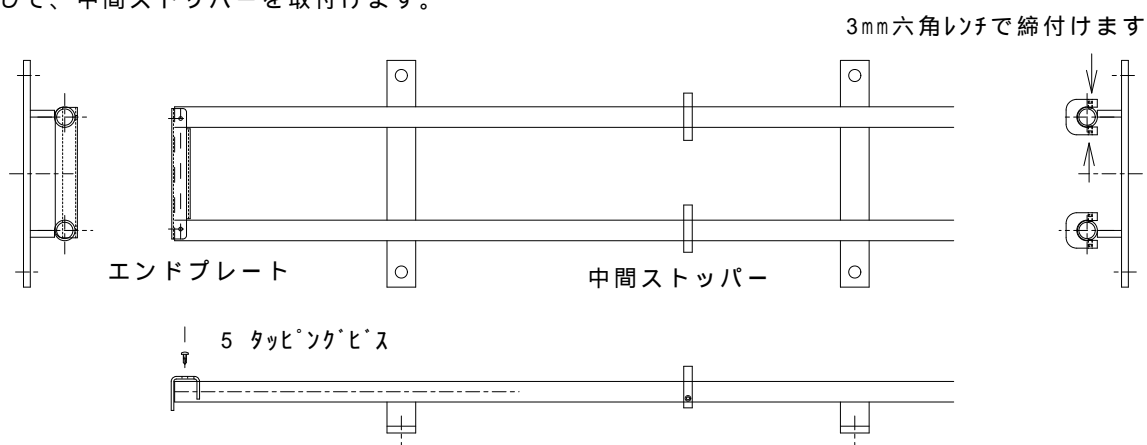 して、中間ストッパーを取付けます。
3mm六角ﾚﾝﾁで締付けます
エンドプレート
中間ストッパー
5 ﾀｯﾋﾟﾝｸﾞﾋﾞｽ